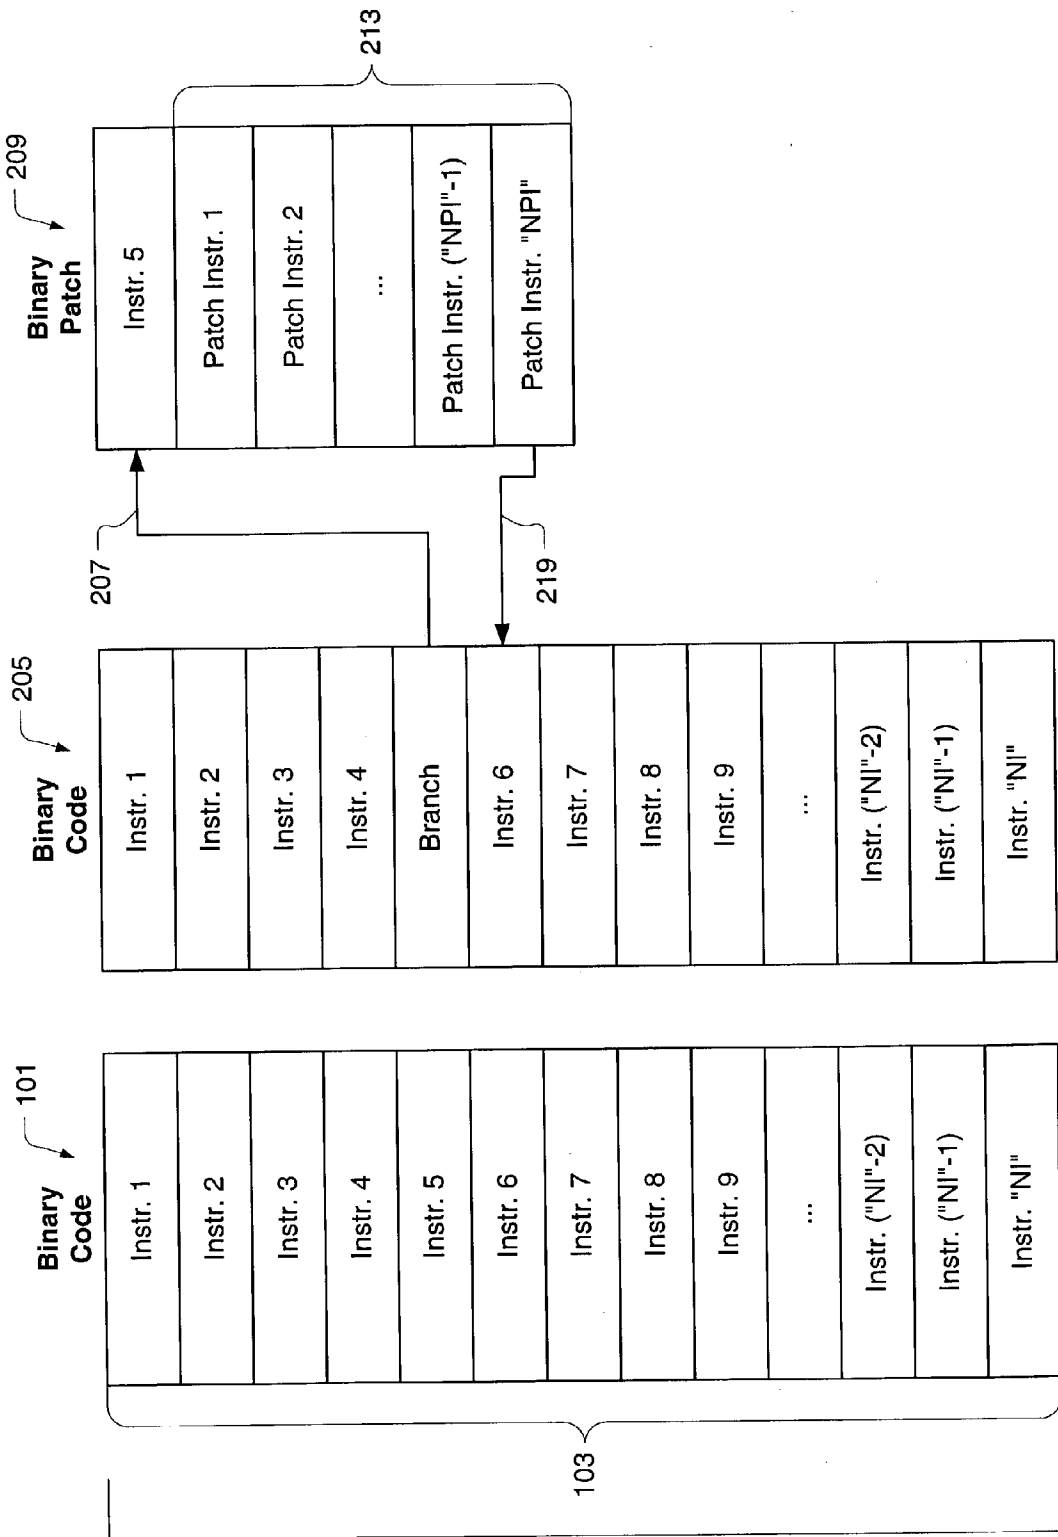 Binary
Code
101
Instr. 1
Instr. 2
Instr. 3
Instr. 4
Instr. 5
Instr. 6
Instr. 7
Instr. 8
Instr. 9
...
Instr. ("NI"-2)
Instr. ("NI"-1)
Instr. "NI"
103
Binary
Code
205
Instr. 1
Instr. 2
Instr. 3
Instr. 4
Branch
Instr. 6
Instr. 7
Instr. 8
Instr. 9
...
Instr. ("NI"-2)
Instr. ("NI"-1)
Instr. "NI"
207
219
Binary
Patch
209
Instr. 5
Patch Instr. 1
Patch Instr. 2
...
Patch Instr. ("NPI"-1)
Patch Instr. "NPI"
213